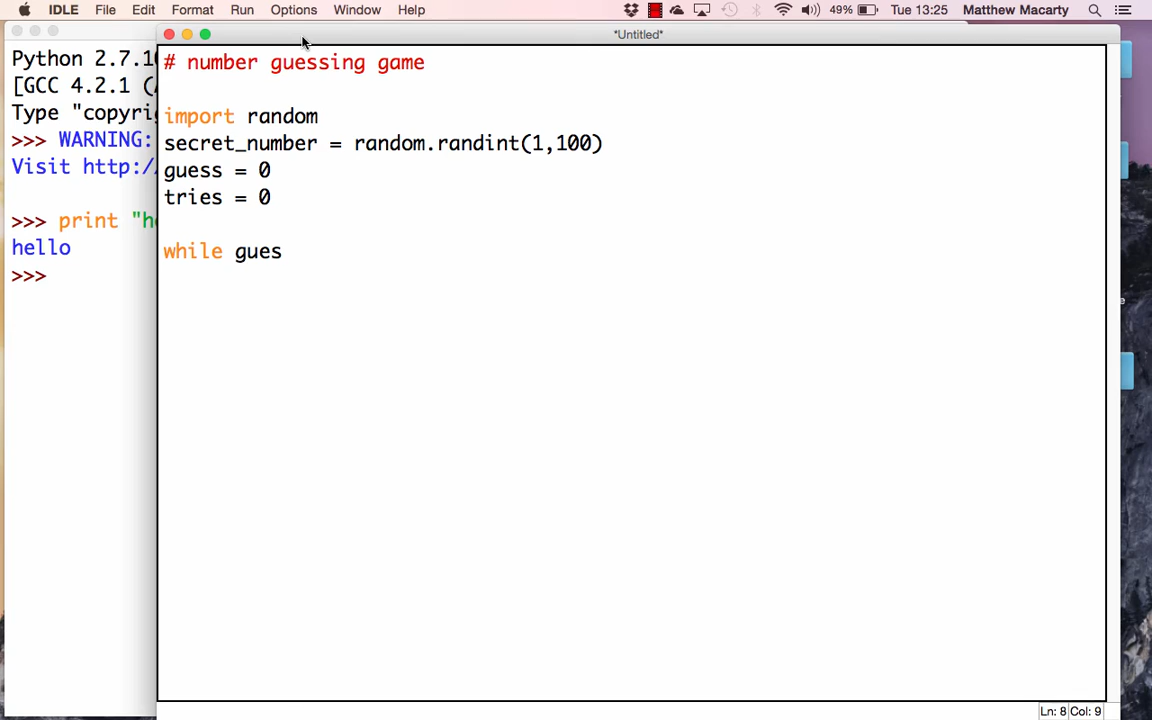 IDLE File Edit Format Run Options Window Help 49% Tue 13:25 Matthew Macarty
*Untitled*
Python 2.7.10
[GCC 4.2.1 (
Type "copyri
>>> WARNING:
Visit http:/
>>> print "h
hello
>>>
# number guessing game
import random
secret_number = random.randint(1,100)
guess = 0
tries = 0
while gues
Ln: 8 Col: 9